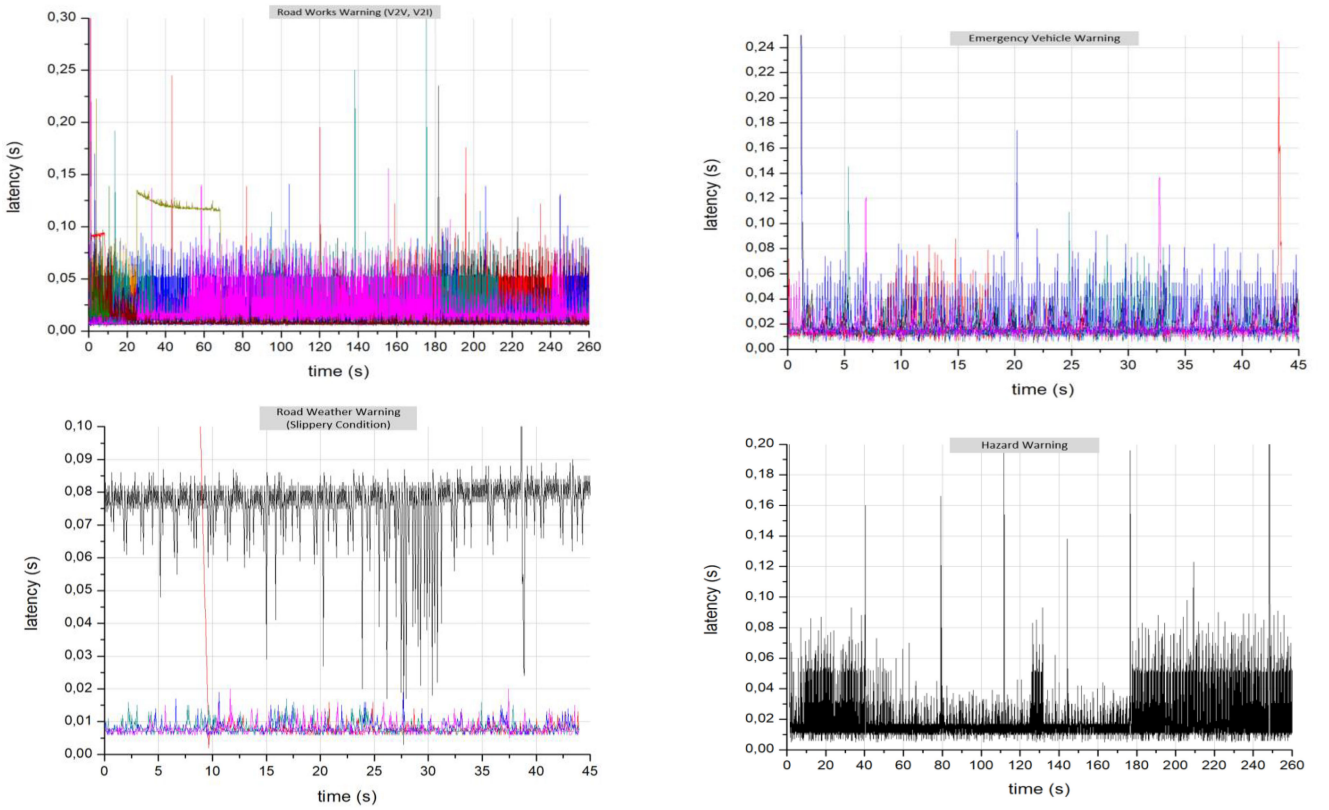 Road Works Warning (V2V, V2I)
0,30
0,25
0,20
0,15
0,10
0,05
0,00
latency (s)
0 20 40 60 80 100 120 140 160 180 200 220 240 260
time (s)
Emergency Vehicle Warning
0,24
0,22
0,20
0,18
0,16
0,14
0,12
0,10
0,08
0,06
0,04
0,02
0,00
latency (s)
0 5 10 15 20 25 30 35 40 45
time (s)
Road Weather Warning
(Slippery Condition)
0,10
0,09
0,08
0,07
0,06
0,05
0,04
0,03
0,02
0,01
0,00
latency (s)
0 5 10 15 20 25 30 35 40 45
time (s)
Hazard Warning
0,20
0,18
0,16
0,14
0,12
0,10
0,08
0,06
0,04
0,02
0,00
latency (s)
0 20 40 60 80 100 120 140 160 180 200 220 240 260
time (s)